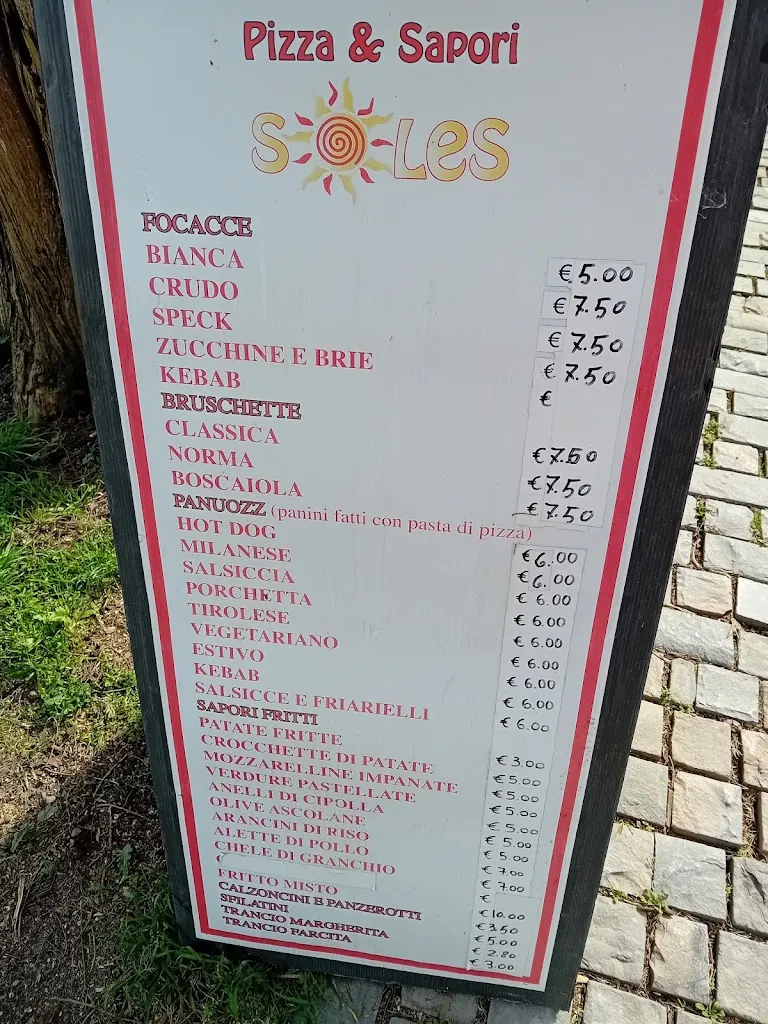 Pizza & Sapori
SOLES
FOCACCE
BIANCA € 5.00
CRUDO € 7.50
SPECK € 7.50
ZUCCHINE E BRIE € 7.50
KEBAB €
BRUSCHETTE
CLASSICA € 7.50
NORMA € 7.50
BOSCAIOLA € 7.50
PANUOZZ (panini fatti con pasta di pizza)
HOT DOG € 6.00
MILANESE € 6.00
SALSICCIA € 6.00
PORCHETTA € 6.00
TIROLESE € 6.00
VEGETARIANO € 6.00
ESTIVO € 6.00
KEBAB € 6.00
SALSICCE E FRIARIELLI € 6.00
SAPORI FRITTI
PATATE FRITTE € 3.00
CROCCHETTE DI PATATE € 5.00
MOZZARELLINE IMPANATE € 5.00
VERDURE PASTELLATE € 5.00
ANELLI DI CIPOLLA € 5.00
OLIVE ASCOLANE € 5.00
ARANCINI DI RISO € 5.00
ALETTE DI POLLO € 7.00
CHELE DI GRANCHIO € 7.00
€
FRITTO MISTO € 10.00
CALZONCINI E PANZEROTTI € 3.50
SFILATINI € 5.00
TRANCIO MARGHERITA € 2.80
TRANCIO FARCITA € 3.00